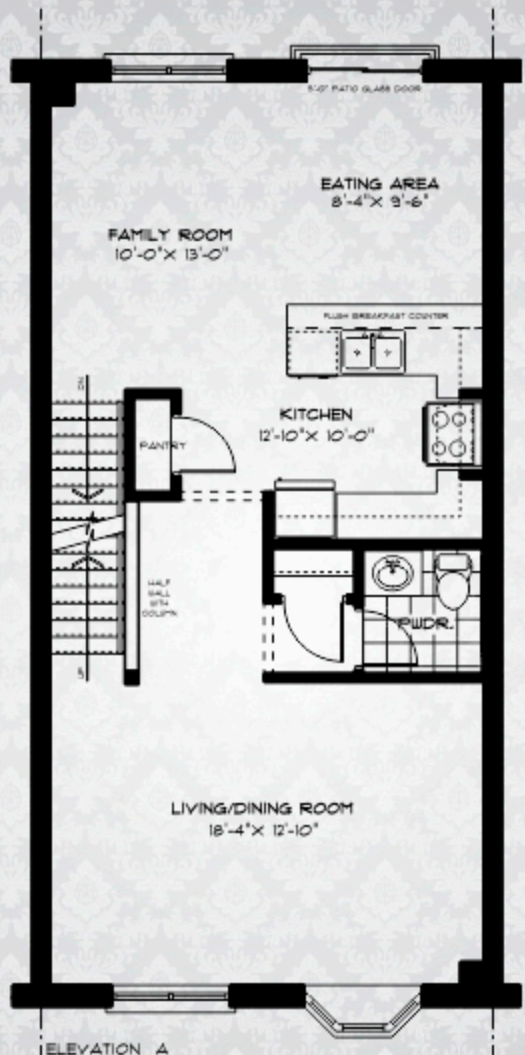 5'-0" PATIO GLASS DOOR
EATING AREA
8'-4" X 9'-6"
FAMILY ROOM
10'-0" X 13'-0"
FLUSH BREAKFAST COUNTER
DN
KITCHEN
12'-10" X 10'-0"
PANTRY
HALF
WALL
WITH
COLUMN
PWDR.
UP
LIVING/DINING ROOM
18'-4" X 12'-10"
ELEVATION A